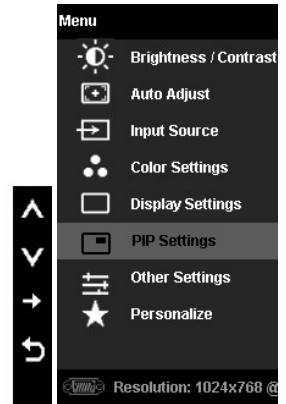 Menu
Brightness / Contrast
Auto Adjust
Input Source
Color Settings
Display Settings
PIP Settings
Other Settings
Personalize
Resolution: 1024x768 @